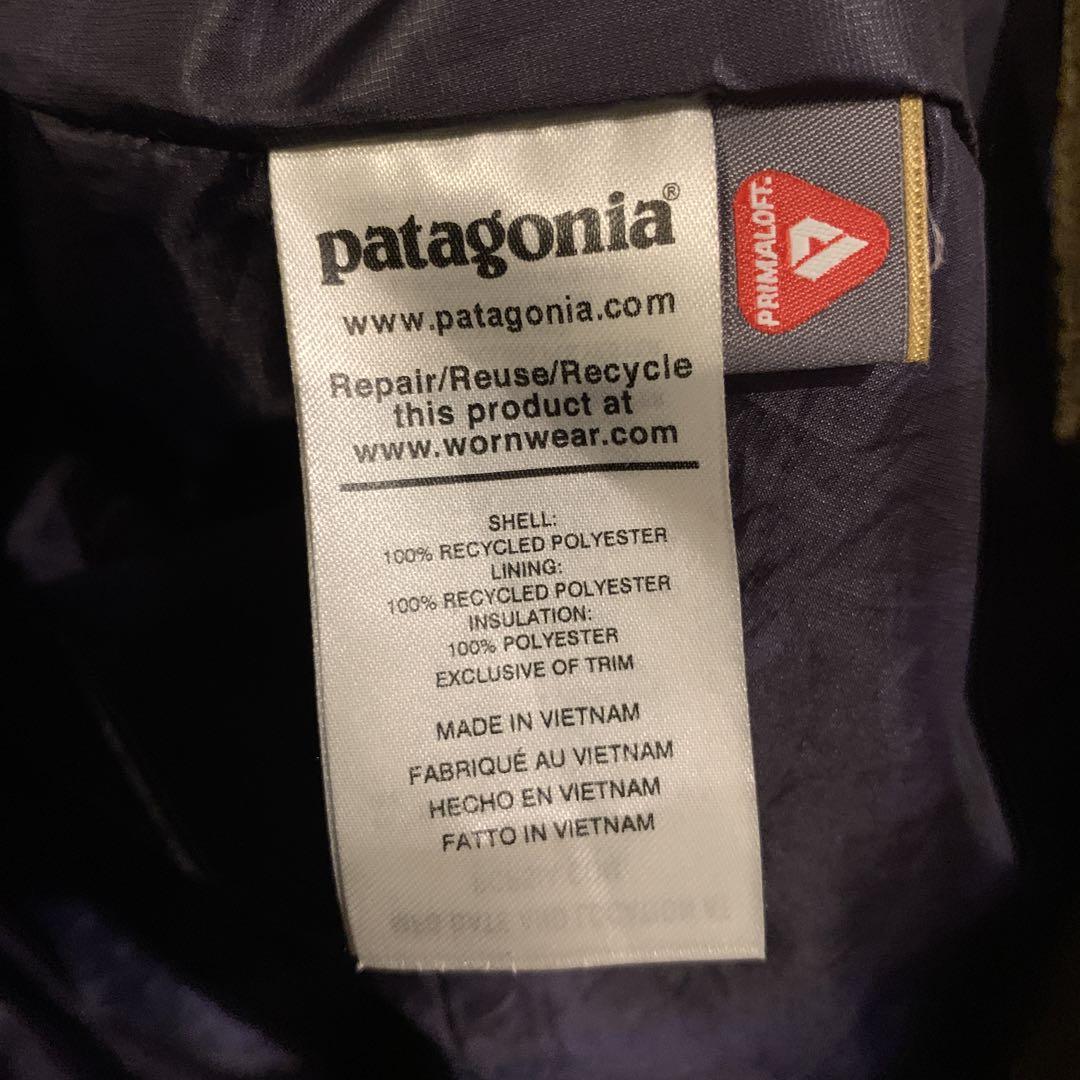 patagonia®
www.patagonia.com
Repair/Reuse/Recycle
this product at
www.wornwear.com
SHELL:
100% RECYCLED POLYESTER
LINING:
100% RECYCLED POLYESTER
INSULATION:
100% POLYESTER
EXCLUSIVE OF TRIM
MADE IN VIETNAM
FABRIQUÉ AU VIETNAM
HECHO EN VIETNAM
FATTO IN VIETNAM
PRIMALOFT.